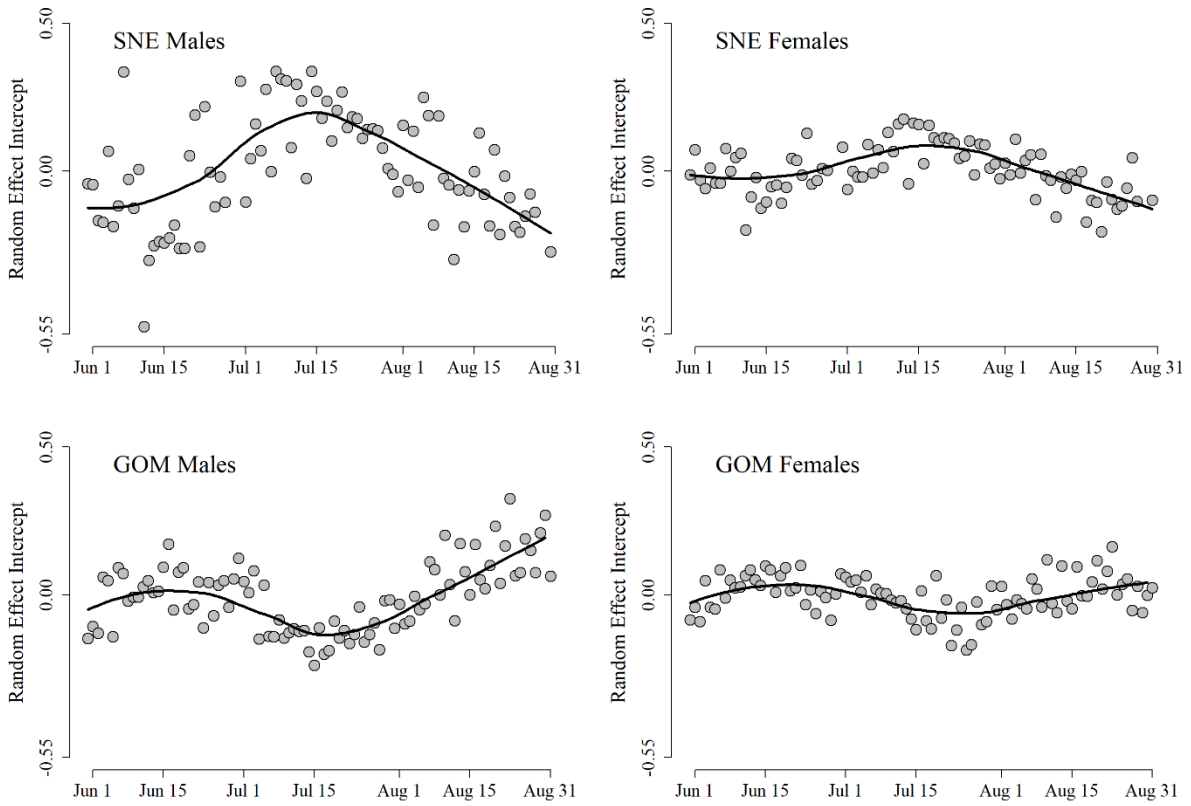 SNE Males
Random Effect Intercept
0.50
0.00
-0.55
Jun 1 Jun 15 Jul 1 Jul 15 Aug 1 Aug 15 Aug 31
SNE Females
Random Effect Intercept
0.50
0.00
-0.55
Jun 1 Jun 15 Jul 1 Jul 15 Aug 1 Aug 15 Aug 31
GOM Males
Random Effect Intercept
0.50
0.00
-0.55
Jun 1 Jun 15 Jul 1 Jul 15 Aug 1 Aug 15 Aug 31
GOM Females
Random Effect Intercept
0.50
0.00
-0.55
Jun 1 Jun 15 Jul 1 Jul 15 Aug 1 Aug 15 Aug 31